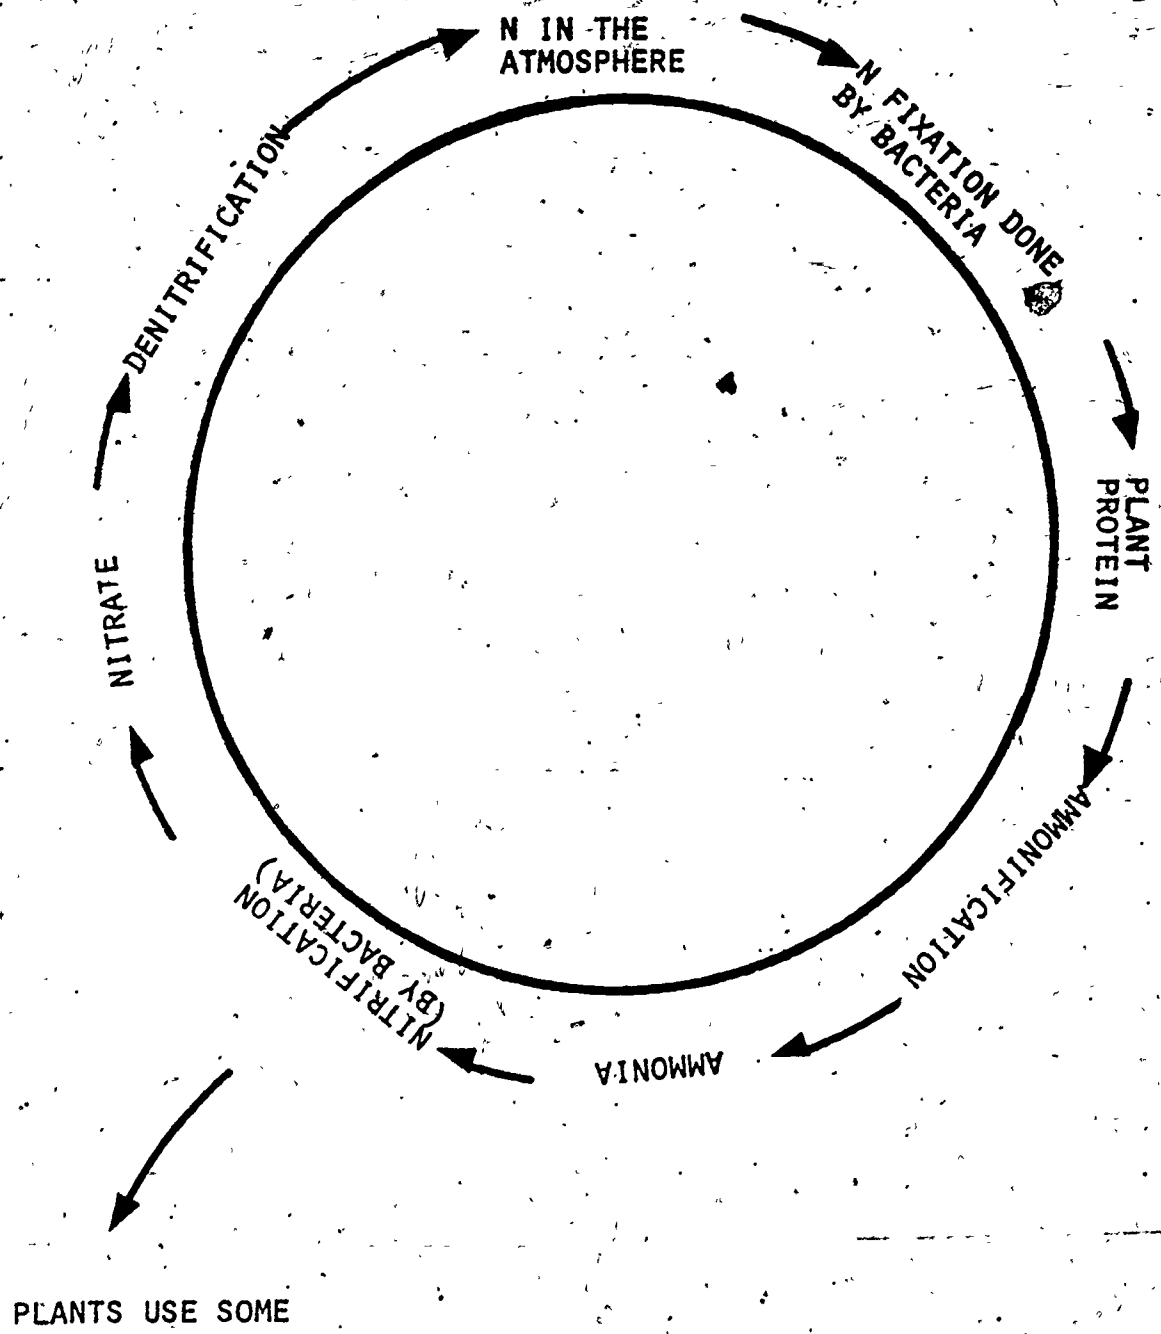 N IN THE
ATMOSPHERE
N FIXATION DONE
BY BACTERIA
PLANT
PROTEIN
AMMONIFICATION
AMMONIA
NITRIFICATION
(BY BACTERIA)
NITRATE
DENITRIFICATION
PLANTS USE SOME